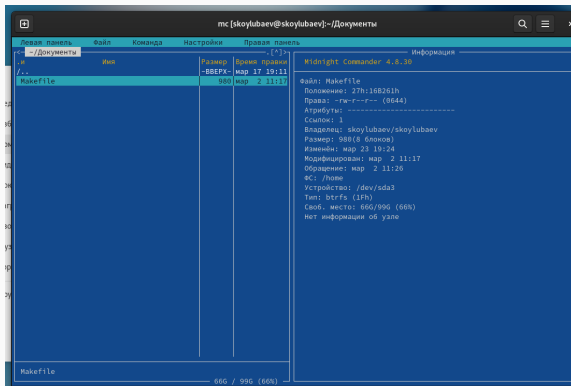 mc [skoylubaev@skoylubaev]:~/Документы
Левая панель Файл Команда Настройки Правая панель
<- ~/Документы .[^]>
.и Имя Размер Время правки
/.. -ВВЕРХ- мар 17 19:11
Makefile 980 мар 2 11:17
Makefile
66G / 99G (66%)
Информация
Midnight Commander 4.8.30
Файл: Makefile
Положение: 27h:16B261h
Права: -rw-r--r-- (0644)
Атрибуты: ------------------------
Ссылок: 1
Владелец: skoylubaev/skoylubaev
Размер: 980(8 блоков)
Изменён: мар 23 19:24
Модифицирован: мар 2 11:17
Обращение: мар 2 11:26
ФС: /home
Устройство: /dev/sda3
Тип: btrfs (1Fh)
Своб. место: 66G/99G (66%)
Нет информации об узле